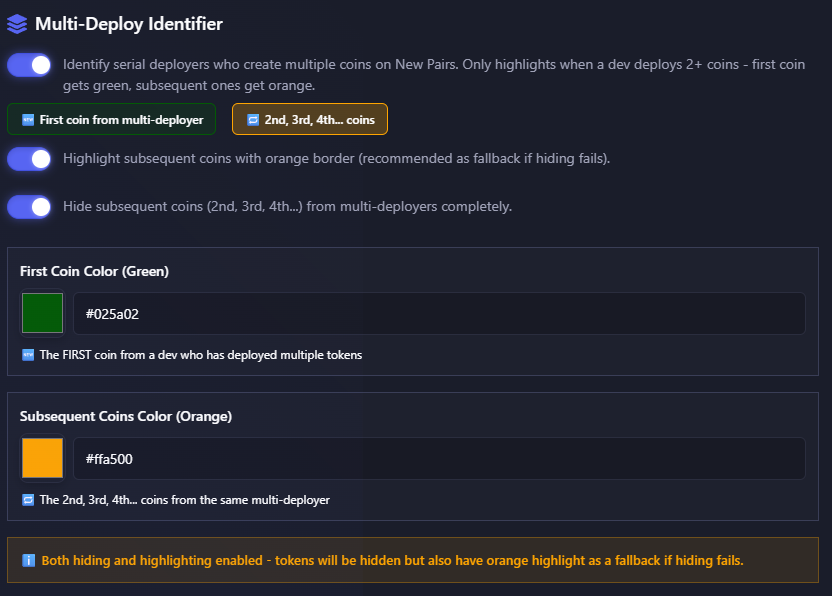 Multi-Deploy Identifier
Identify serial deployers who create multiple coins on New Pairs. Only highlights when a dev deploys 2+ coins - first coin
gets green, subsequent ones get orange.
🆕 First coin from multi-deployer
🔁 2nd, 3rd, 4th... coins
Highlight subsequent coins with orange border (recommended as fallback if hiding fails).
Hide subsequent coins (2nd, 3rd, 4th...) from multi-deployers completely.
First Coin Color (Green)
#025a02
🆕 The FIRST coin from a dev who has deployed multiple tokens
Subsequent Coins Color (Orange)
#ffa500
🔁 The 2nd, 3rd, 4th... coins from the same multi-deployer
ℹ️ Both hiding and highlighting enabled - tokens will be hidden but also have orange highlight as a fallback if hiding fails.